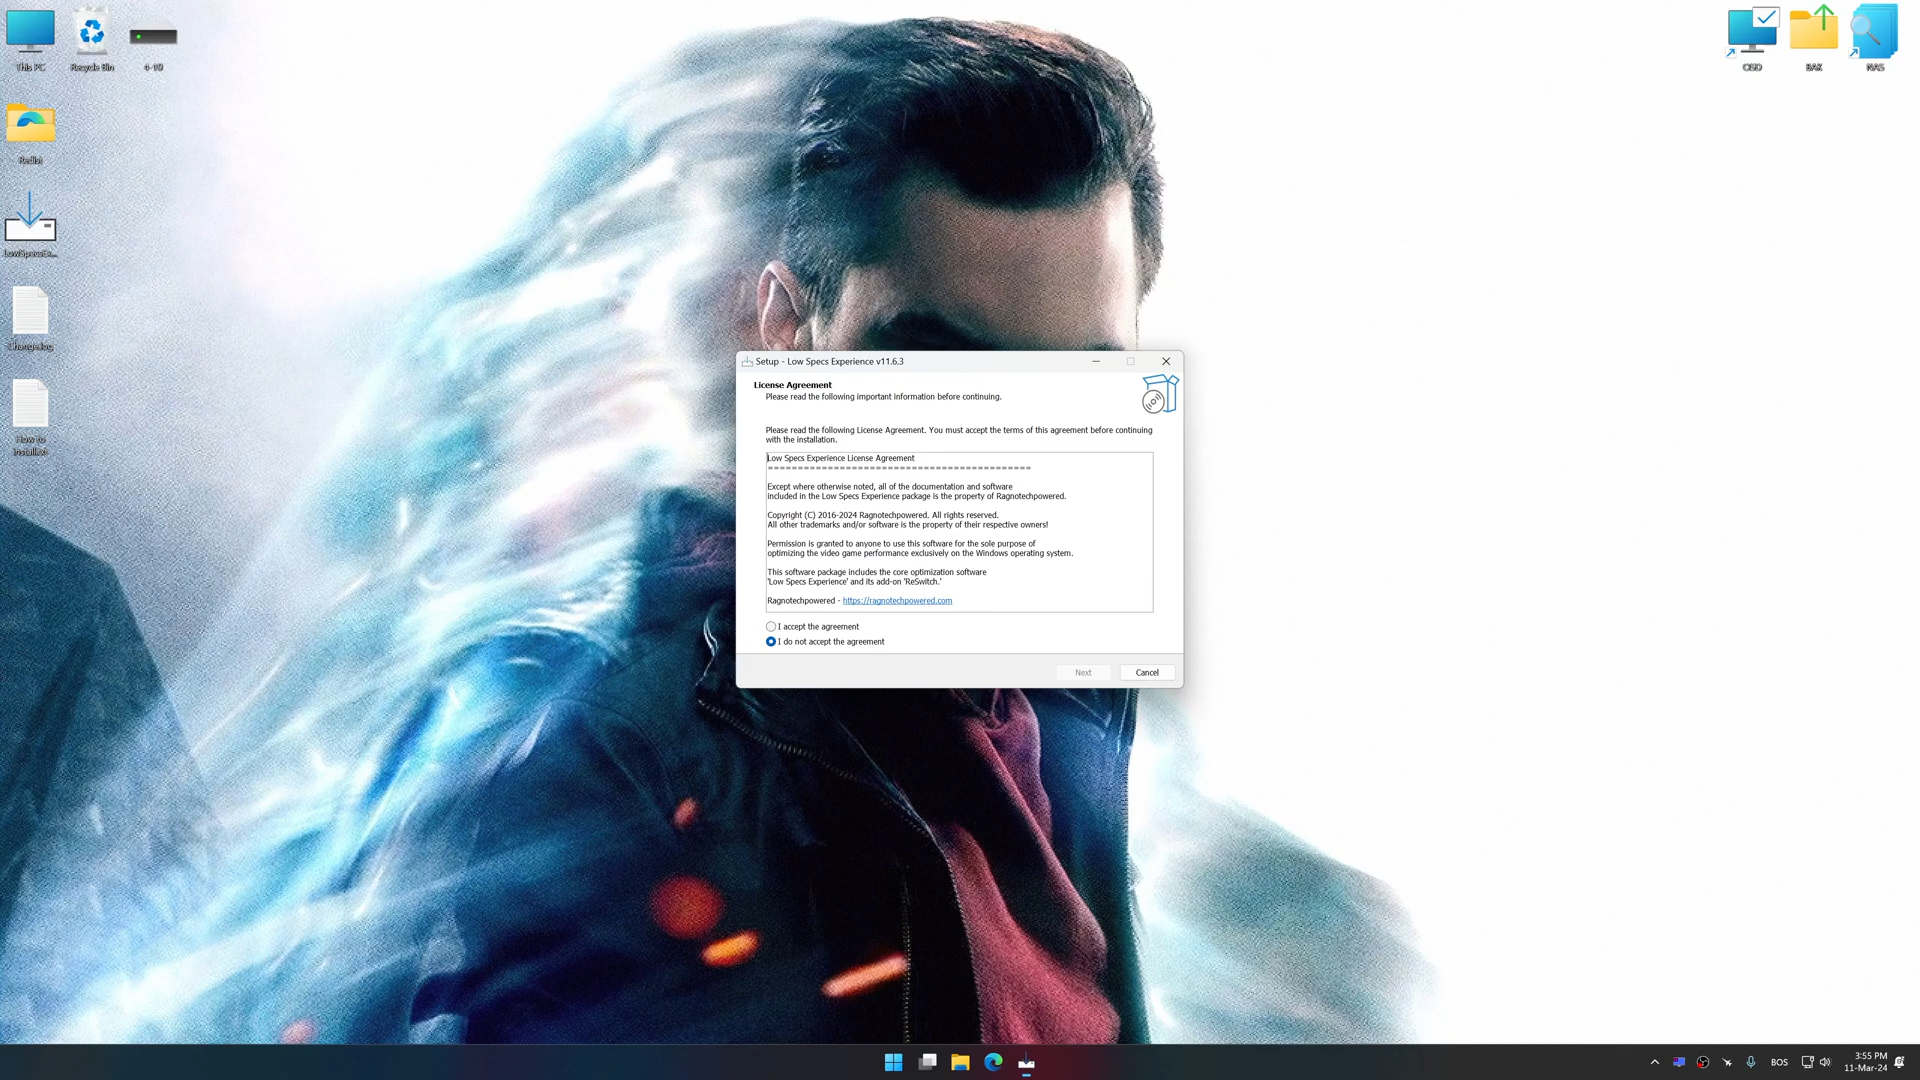 This PC
Recycle Bin
4-10
OSD
BAK
NAS
Redist
LowSpecsEx...
Changelog
How to
install.txt
Setup - Low Specs Experience v11.6.3
License Agreement
Please read the following important information before continuing.
Please read the following License Agreement. You must accept the terms of this agreement before continuing
with the installation.
Low Specs Experience License Agreement
============================================
Except where otherwise noted, all of the documentation and software
included in the Low Specs Experience package is the property of Ragnotechpowered.
Copyright (C) 2016-2024 Ragnotechpowered. All rights reserved.
All other trademarks and/or software is the property of their respective owners!
Permission is granted to anyone to use this software for the sole purpose of
optimizing the video game performance exclusively on the Windows operating system.
This software package includes the core optimization software
'Low Specs Experience' and its add-on 'ReSwitch.'
Ragnotechpowered - https://ragnotechpowered.com
I accept the agreement
I do not accept the agreement
Next
Cancel
BOS
3:55 PM
11-Mar-24